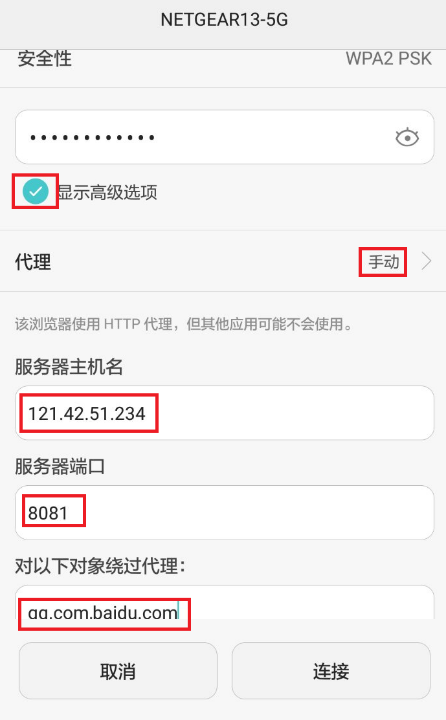 NETGEAR13-5G
安全性 WPA2 PSK
••••••••••••
显示高级选项
代理 手动
该浏览器使用 HTTP 代理，但其他应用可能不会使用。
服务器主机名
121.42.51.234
服务器端口
8081
对以下对象绕过代理：
qq.com.baidu.com
取消 连接